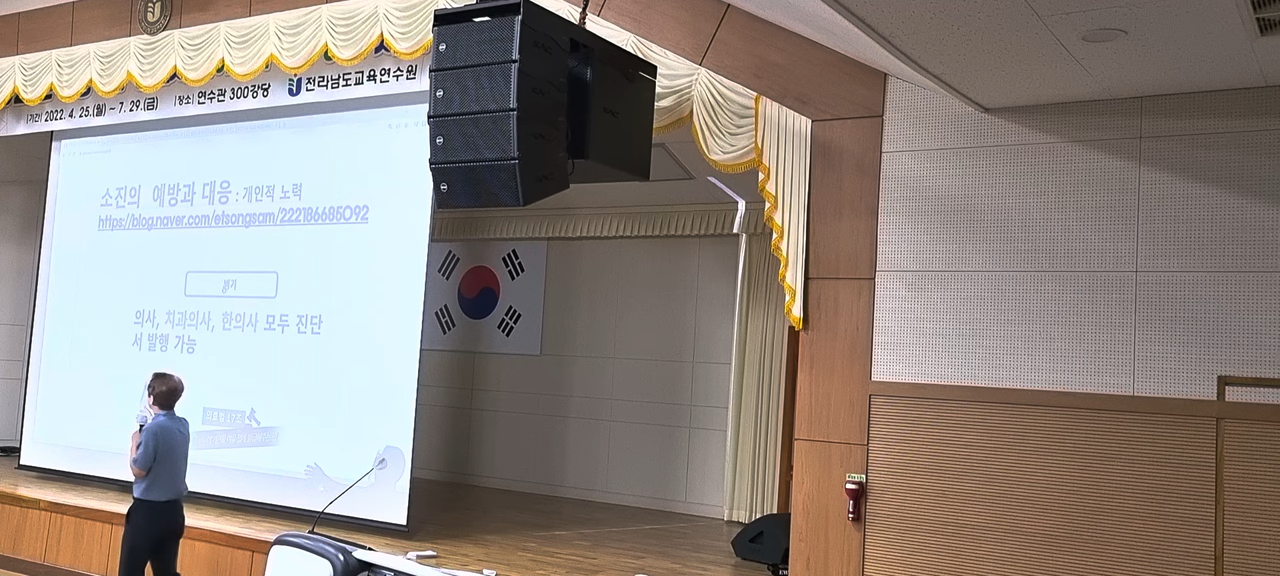 |기간| 2022. 4. 25.(월) ~ 7. 29.(금) |장소| 연수관 300강당 전라남도교육연수원
소진의 예방과 대응 : 개인적 노력
https://blog.naver.com/etsongsam/222186685092
보기
의사, 치과의사, 한의사 모두 진단
서 발행 가능